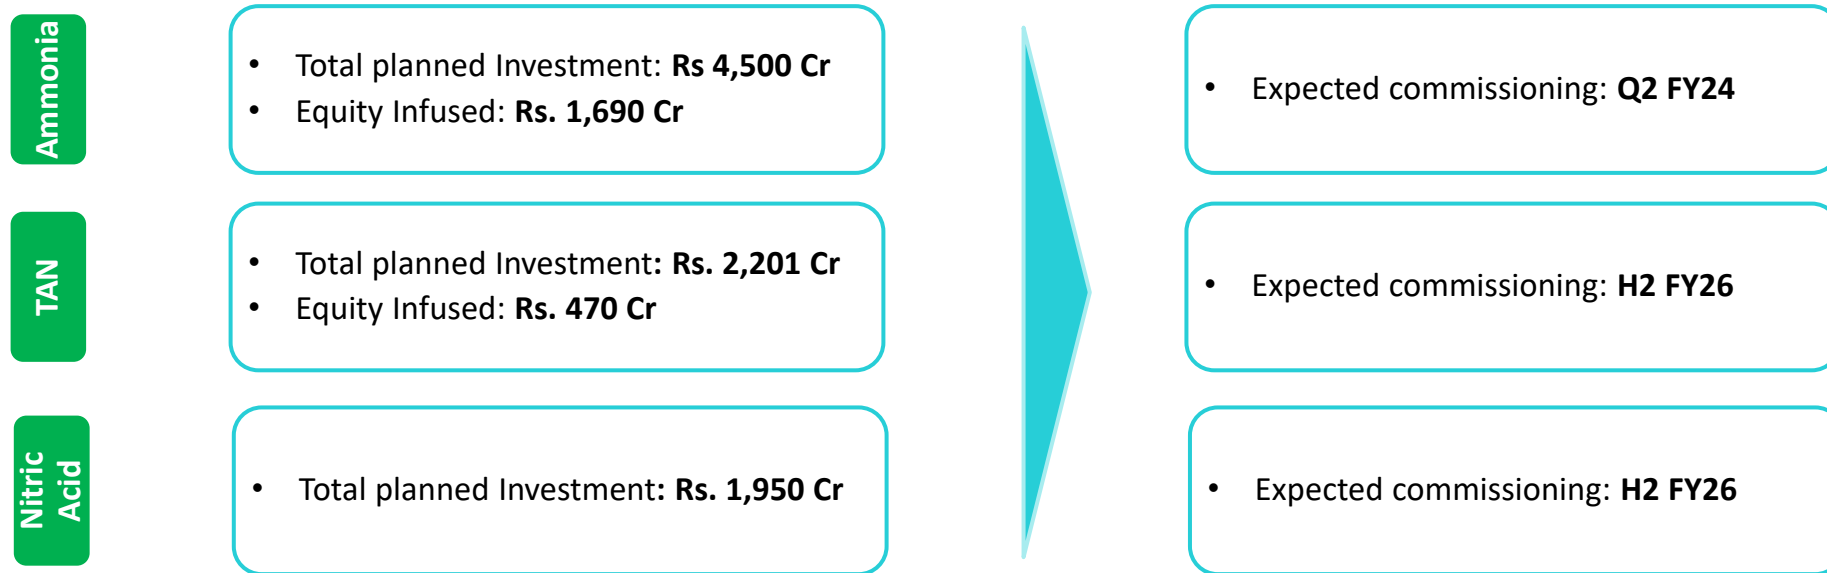 Ammonia
• Total planned Investment: Rs 4,500 Cr
• Equity Infused: Rs. 1,690 Cr
• Expected commissioning: Q2 FY24
TAN
• Total planned Investment: Rs. 2,201 Cr
• Equity Infused: Rs. 470 Cr
• Expected commissioning: H2 FY26
Nitric
Acid
• Total planned Investment: Rs. 1,950 Cr
• Expected commissioning: H2 FY26